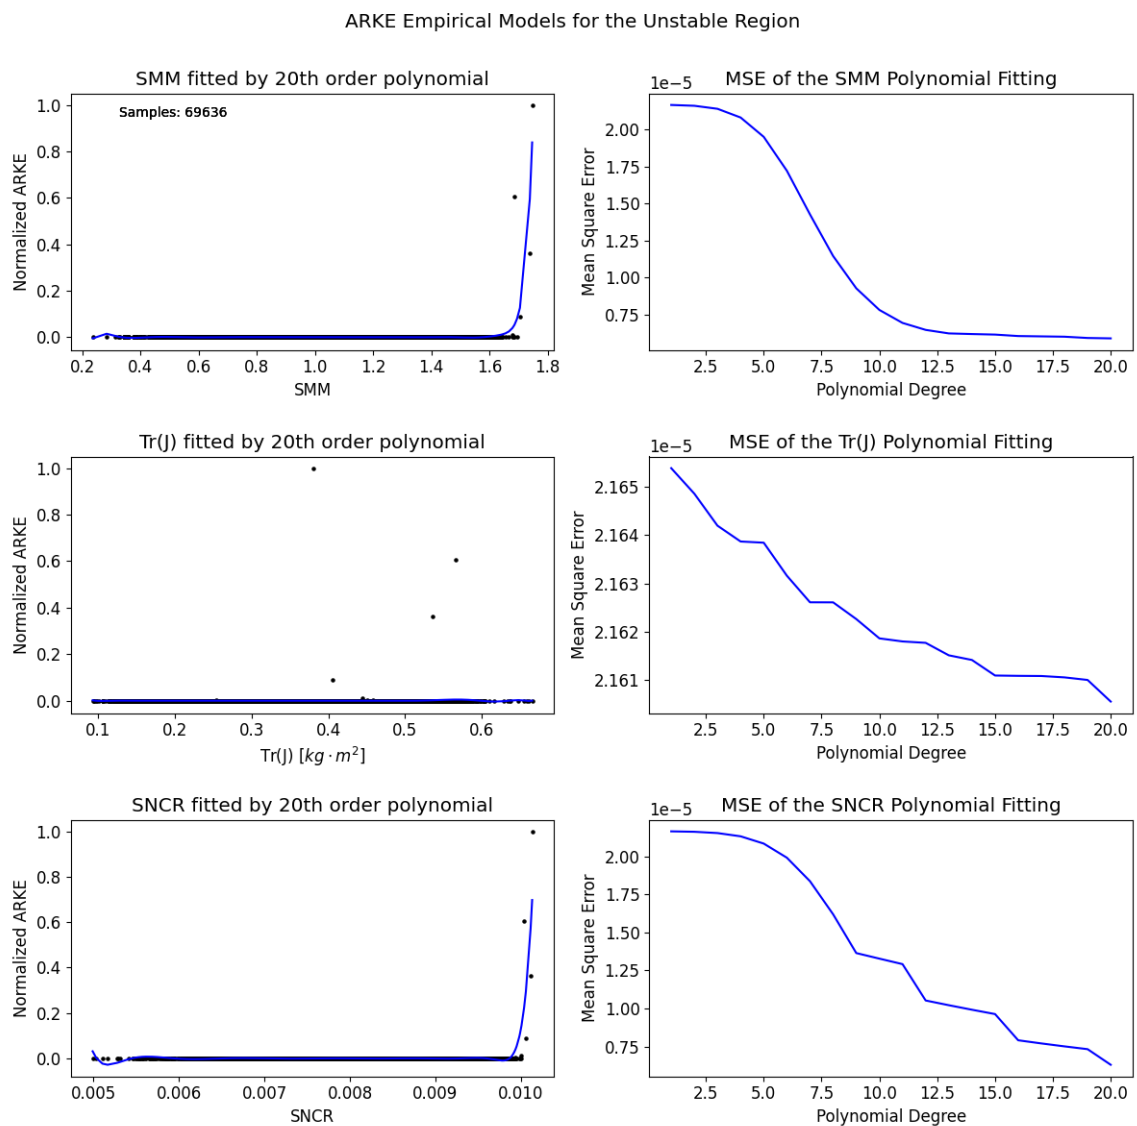 ARKE Empirical Models for the Unstable Region
SMM fitted by 20th order polynomial
Samples: 69636
Normalized ARKE
1.0
0.8
0.6
0.4
0.2
0.0
0.2 0.4 0.6 0.8 1.0 1.2 1.4 1.6 1.8
SMM
MSE of the SMM Polynomial Fitting
1e−5
Mean Square Error
2.00
1.75
1.50
1.25
1.00
0.75
2.5 5.0 7.5 10.0 12.5 15.0 17.5 20.0
Polynomial Degree
Tr(J) fitted by 20th order polynomial
Normalized ARKE
1.0
0.8
0.6
0.4
0.2
0.0
0.1 0.2 0.3 0.4 0.5 0.6
Tr(J) [kg · m²]
MSE of the Tr(J) Polynomial Fitting
1e−5
Mean Square Error
2.165
2.164
2.163
2.162
2.161
2.5 5.0 7.5 10.0 12.5 15.0 17.5 20.0
Polynomial Degree
SNCR fitted by 20th order polynomial
Normalized ARKE
1.0
0.8
0.6
0.4
0.2
0.0
0.005 0.006 0.007 0.008 0.009 0.010
SNCR
MSE of the SNCR Polynomial Fitting
1e−5
Mean Square Error
2.00
1.75
1.50
1.25
1.00
0.75
2.5 5.0 7.5 10.0 12.5 15.0 17.5 20.0
Polynomial Degree